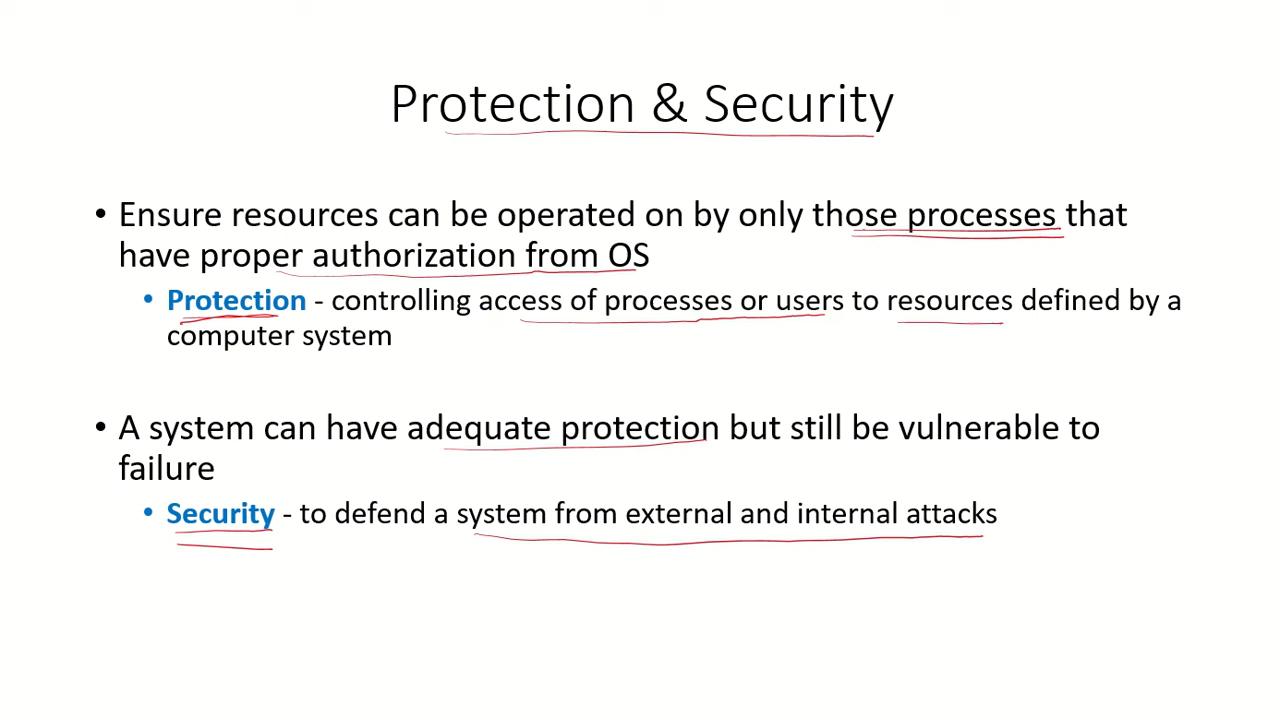 Protection & Security
• Ensure resources can be operated on by only those processes that
have proper authorization from OS
• Protection - controlling access of processes or users to resources defined by a
computer system
• A system can have adequate protection but still be vulnerable to
failure
• Security - to defend a system from external and internal attacks